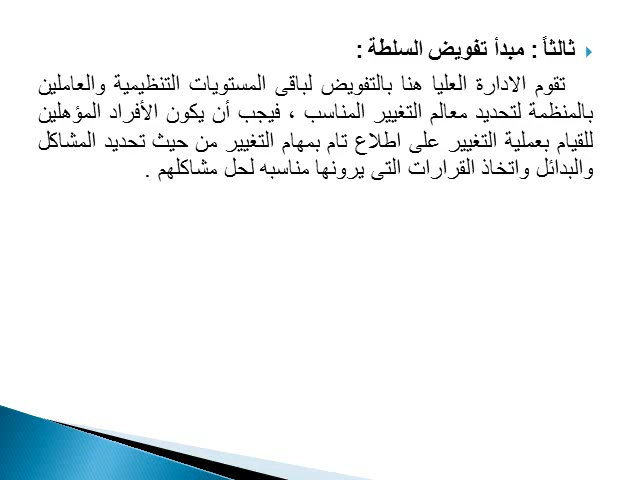 ثالثاً : مبدأ تفويض السلطة :
تقوم الادارة العليا هنا بالتفويض لباقى المستويات التنظيمية والعاملين
بالمنظمة لتحديد معالم التغيير المناسب ، فيجب أن يكون الأفراد المؤهلين
للقيام بعملية التغيير على اطلاع تام بمهام التغيير من حيث تحديد المشاكل
والبدائل واتخاذ القرارات التى يرونها مناسبه لحل مشاكلهم .